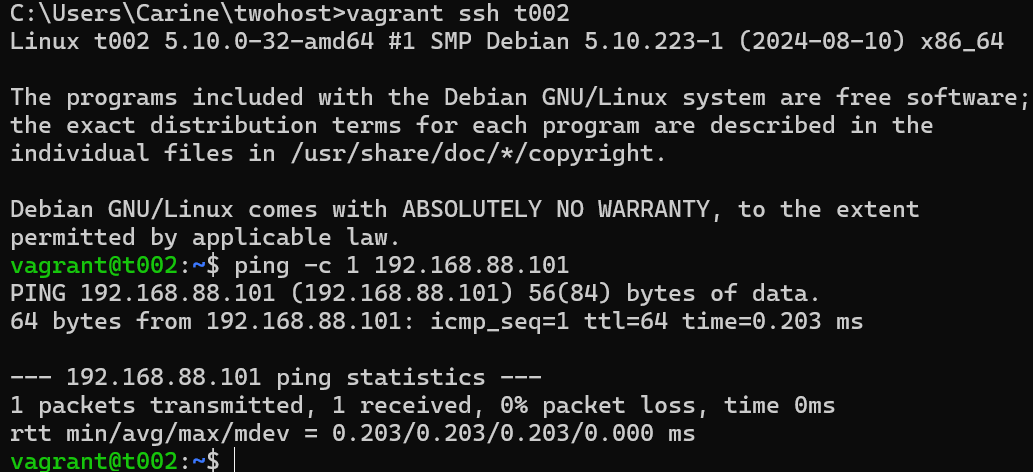 C:\Users\Carine\twohost>vagrant ssh t002
Linux t002 5.10.0-32-amd64 #1 SMP Debian 5.10.223-1 (2024-08-10) x86_64
The programs included with the Debian GNU/Linux system are free software;
the exact distribution terms for each program are described in the
individual files in /usr/share/doc/*/copyright.
Debian GNU/Linux comes with ABSOLUTELY NO WARRANTY, to the extent
permitted by applicable law.
vagrant@t002:~$ ping -c 1 192.168.88.101
PING 192.168.88.101 (192.168.88.101) 56(84) bytes of data.
64 bytes from 192.168.88.101: icmp_seq=1 ttl=64 time=0.203 ms
--- 192.168.88.101 ping statistics ---
1 packets transmitted, 1 received, 0% packet loss, time 0ms
rtt min/avg/max/mdev = 0.203/0.203/0.203/0.000 ms
vagrant@t002:~$